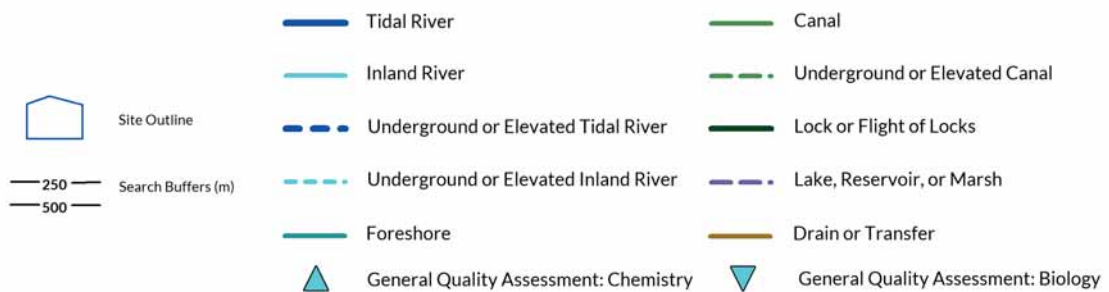 Tidal River
Canal
Inland River
Underground or Elevated Canal
Site Outline
Underground or Elevated Tidal River
Lock or Flight of Locks
250
500
Search Buffers (m)
Underground or Elevated Inland River
Lake, Reservoir, or Marsh
Foreshore
Drain or Transfer
General Quality Assessment: Chemistry
General Quality Assessment: Biology